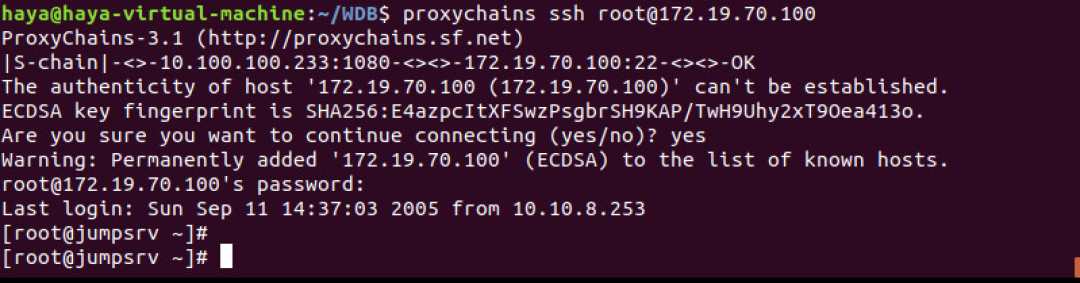 haya@haya-virtual-machine:~/WDB$ proxychains ssh root@172.19.70.100
ProxyChains-3.1 (http://proxychains.sf.net)
|S-chain|-<>-10.100.100.233:1080-<><>-172.19.70.100:22-<><>-OK
The authenticity of host '172.19.70.100 (172.19.70.100)' can't be established.
ECDSA key fingerprint is SHA256:E4azpcItXFSwzPsgbrSH9KAP/TwH9Uhy2xT9Oea413o.
Are you sure you want to continue connecting (yes/no)? yes
Warning: Permanently added '172.19.70.100' (ECDSA) to the list of known hosts.
root@172.19.70.100's password:
Last login: Sun Sep 11 14:37:03 2005 from 10.10.8.253
[root@jumpsrv ~]#
[root@jumpsrv ~]#